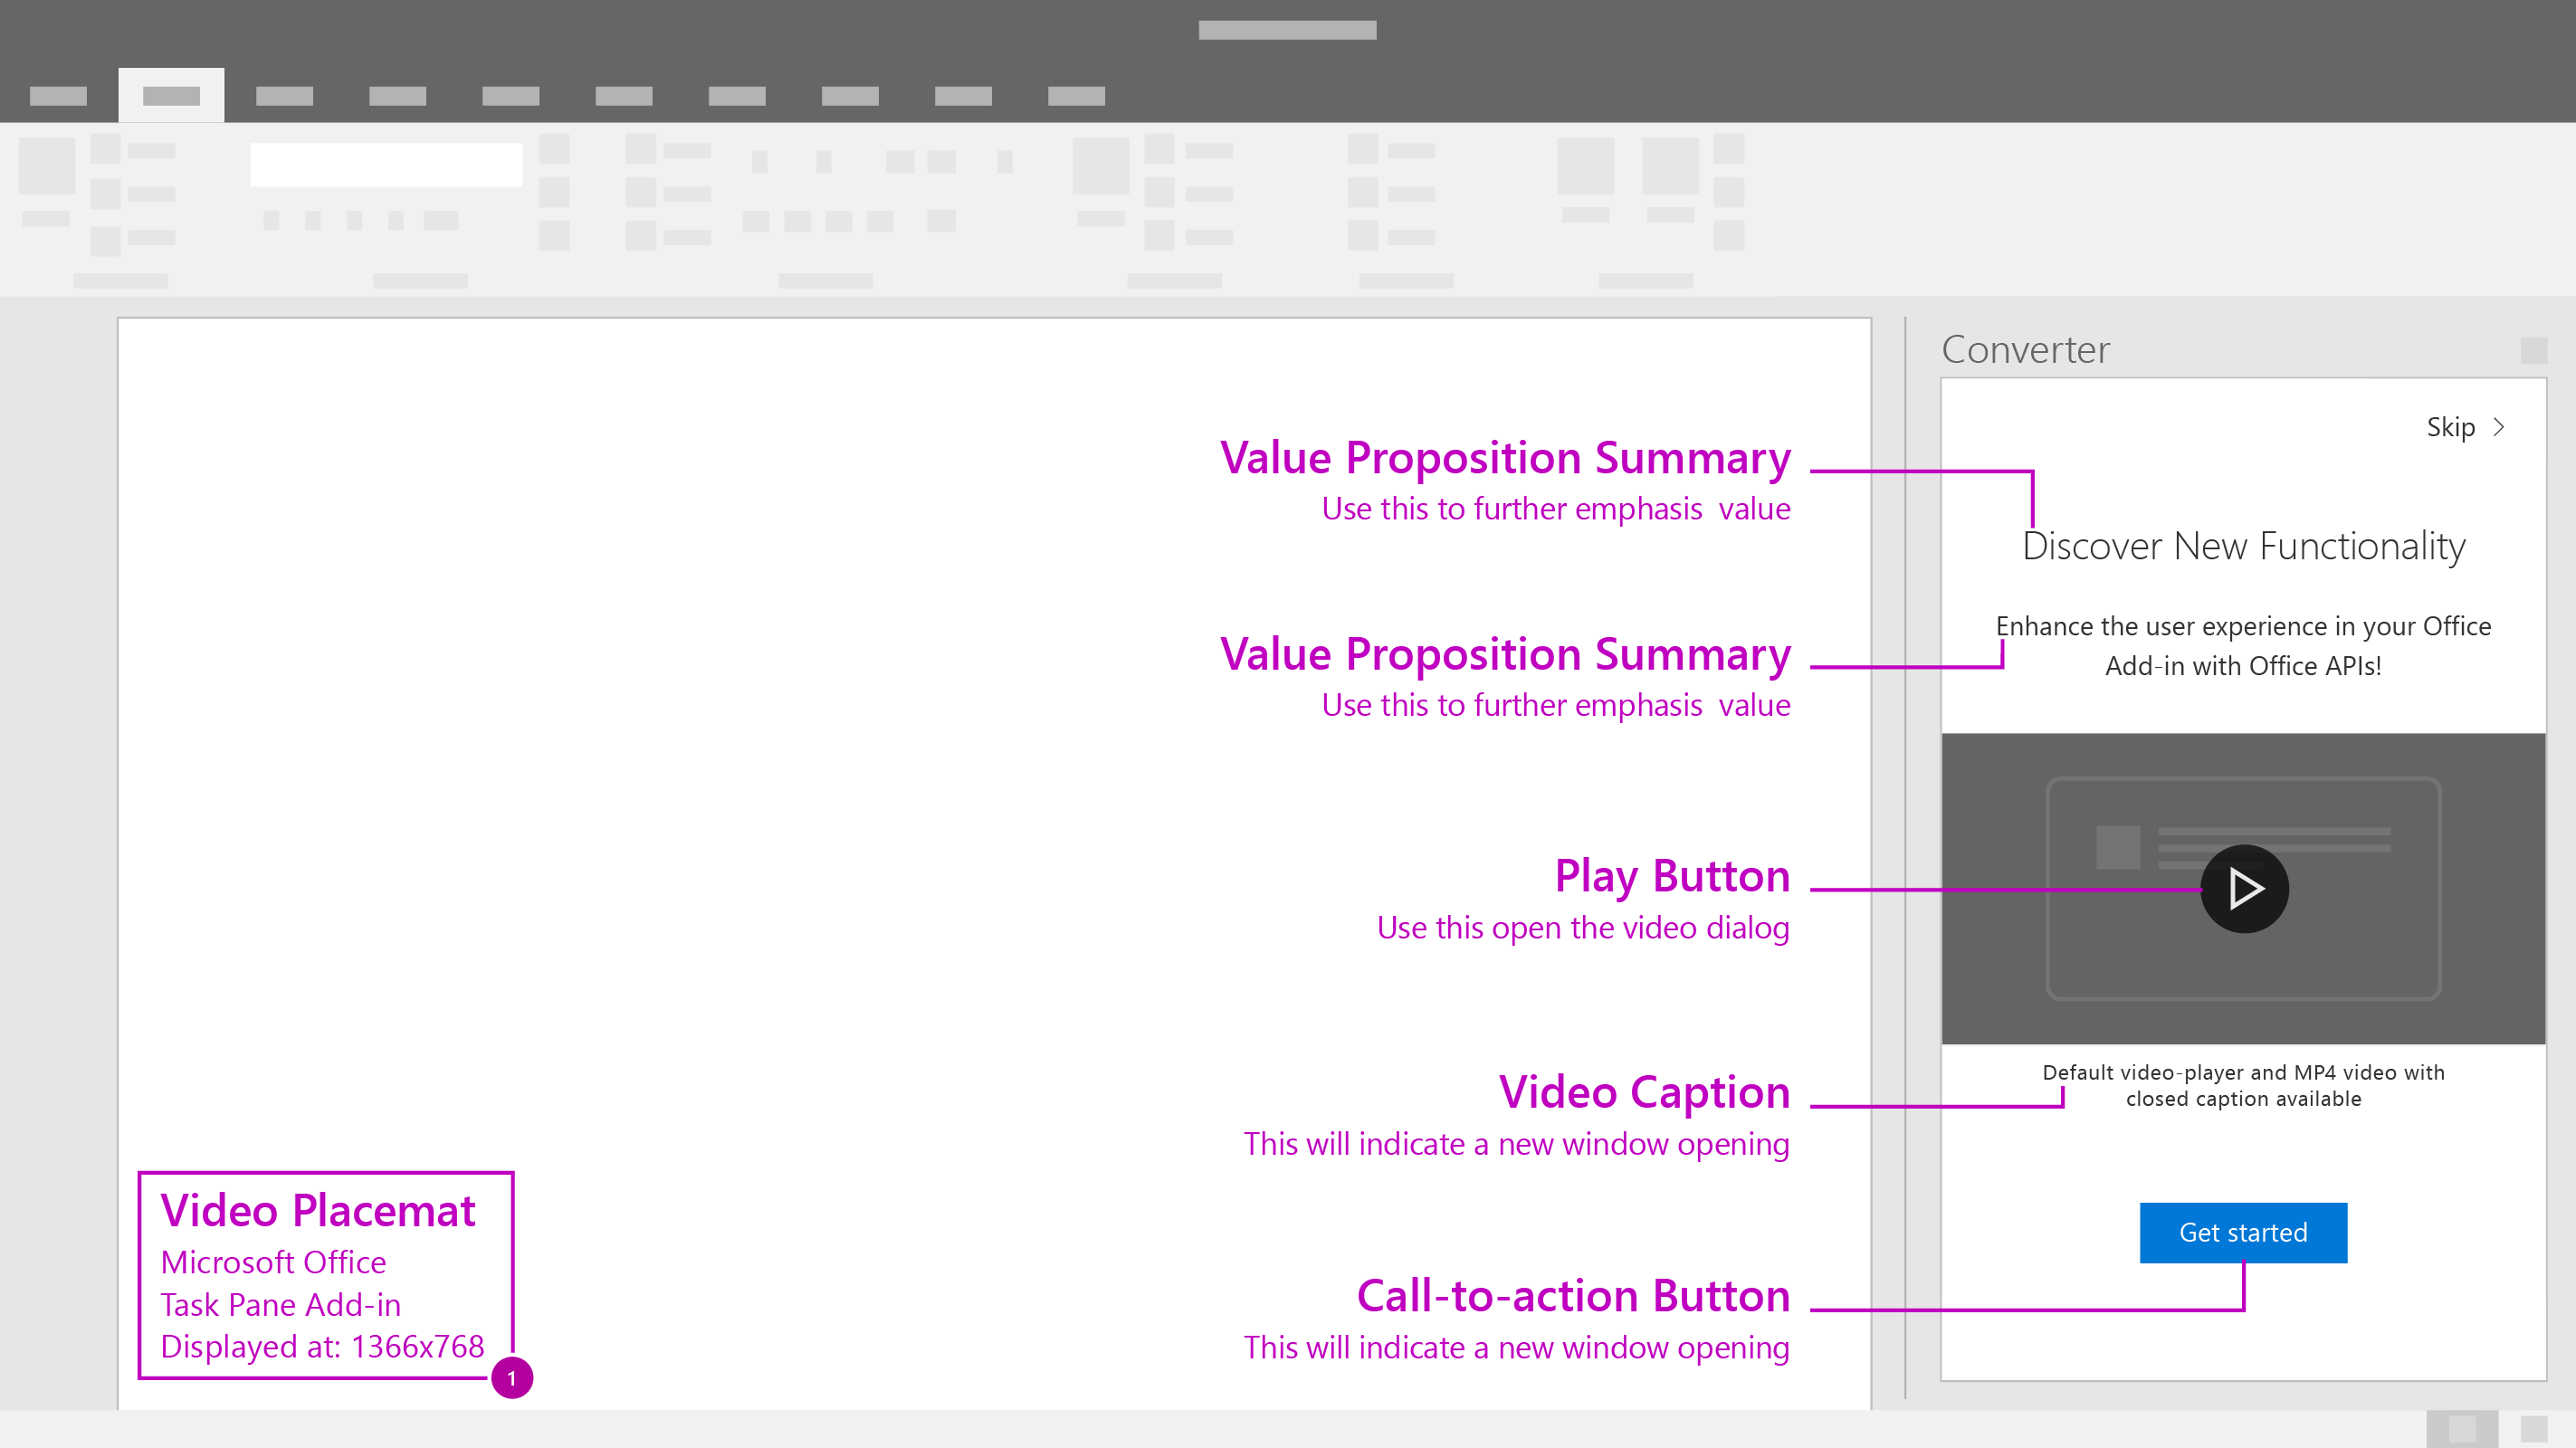 Converter
Skip
Value Proposition Summary
Use this to further emphasis  value
Discover New Functionality
Value Proposition Summary
Use this to further emphasis  value
Enhance the user experience in your Office
Add-in with Office APIs!
Play Button
Use this open the video dialog
Video Caption
This will indicate a new window opening
Default video-player and MP4 video with
closed caption available
Video Placemat
Microsoft Office
Task Pane Add-in
Displayed at: 1366x768
1
Call-to-action Button
This will indicate a new window opening
Get started